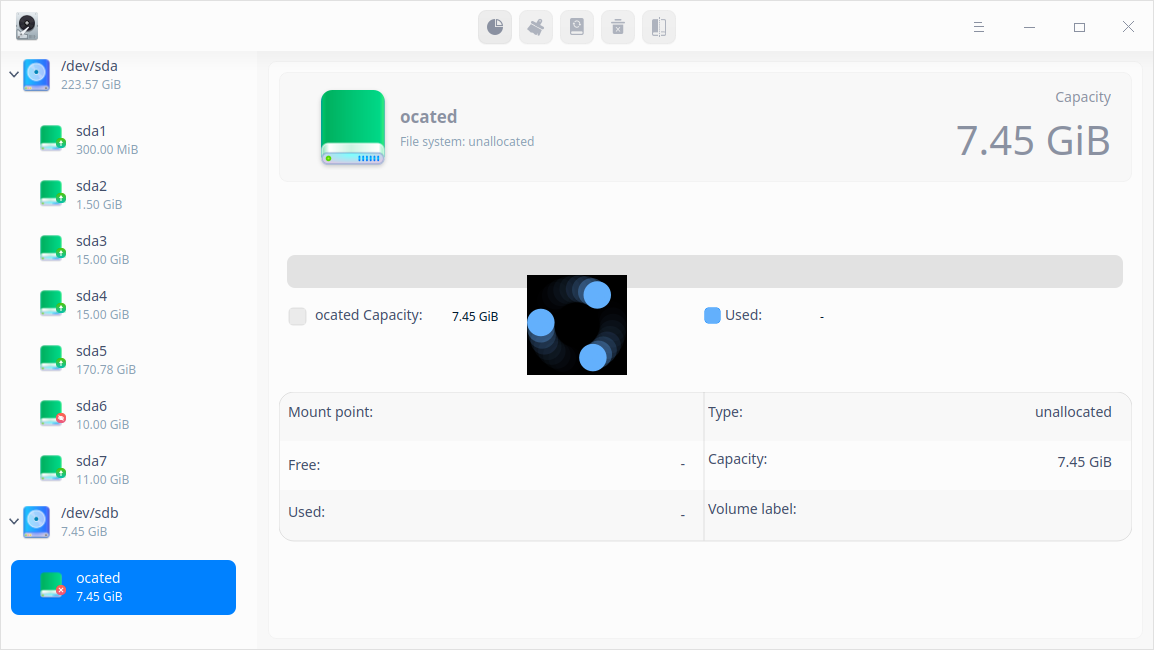 /dev/sda
223.57 GiB
sda1
300.00 MiB
sda2
1.50 GiB
sda3
15.00 GiB
sda4
15.00 GiB
sda5
170.78 GiB
sda6
10.00 GiB
sda7
11.00 GiB
/dev/sdb
7.45 GiB
ocated
7.45 GiB
ocated
File system: unallocated
Capacity
7.45 GiB
ocated Capacity: 7.45 GiB
Used: -
Mount point:
Type: unallocated
Free: -
Capacity: 7.45 GiB
Used: -
Volume label: